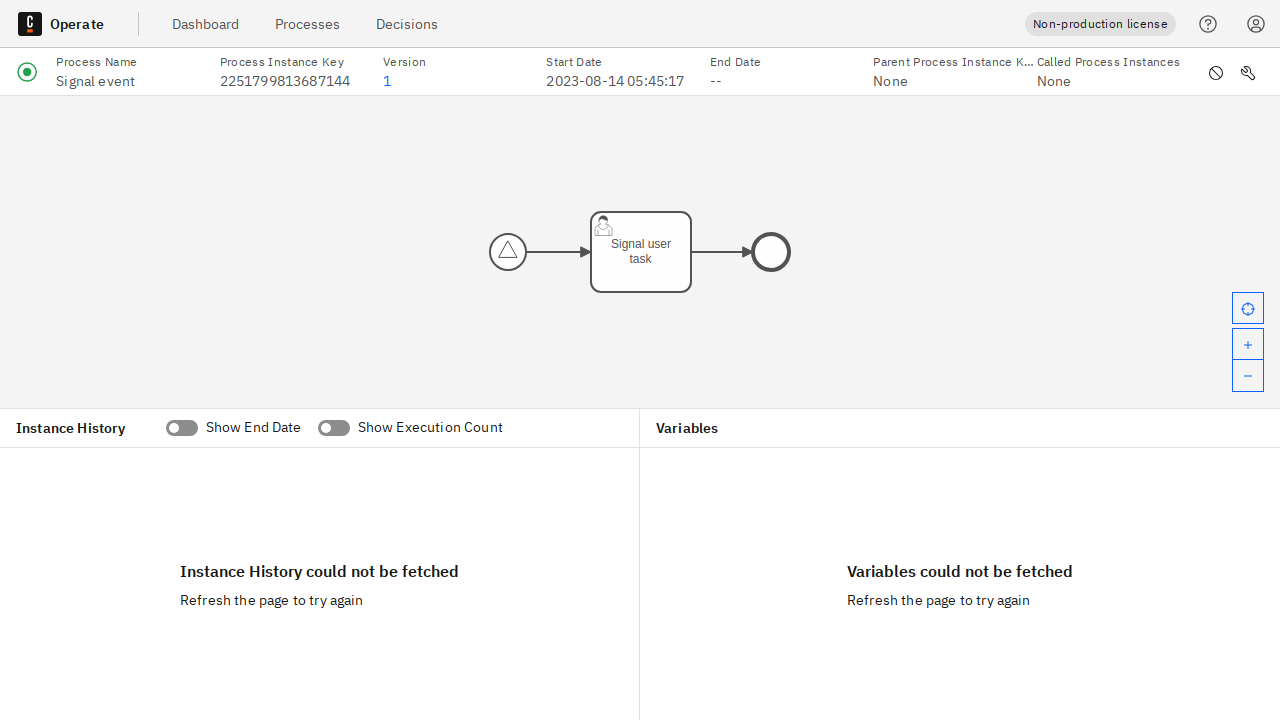 Operate
Dashboard
Processes
Decisions
Non-production license
Process Name
Signal event
Process Instance Key
2251799813687144
Version
1
Start Date
2023-08-14 05:45:17
End Date
--
Parent Process Instance K...
None
Called Process Instances
None
Signal user
task
Instance History
Show End Date
Show Execution Count
Variables
Instance History could not be fetched
Refresh the page to try again
Variables could not be fetched
Refresh the page to try again